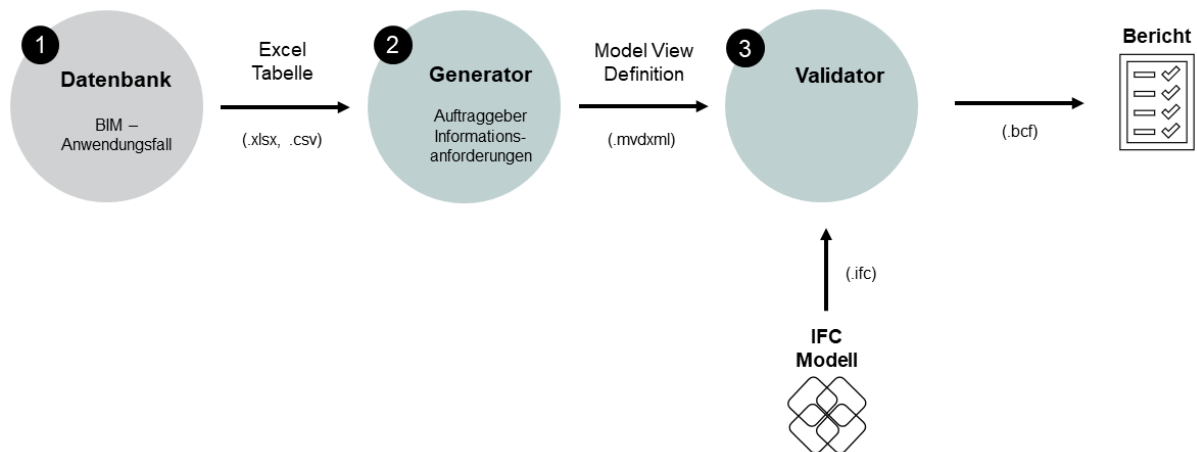 1
Datenbank
BIM –
Anwendungsfall
Excel
Tabelle
(.xlsx, .csv)
2
Generator
Auftraggeber
Informations-
anforderungen
Model View
Definition
(.mvdxml)
3
Validator
(.bcf)
Bericht
(.ifc)
IFC
Modell